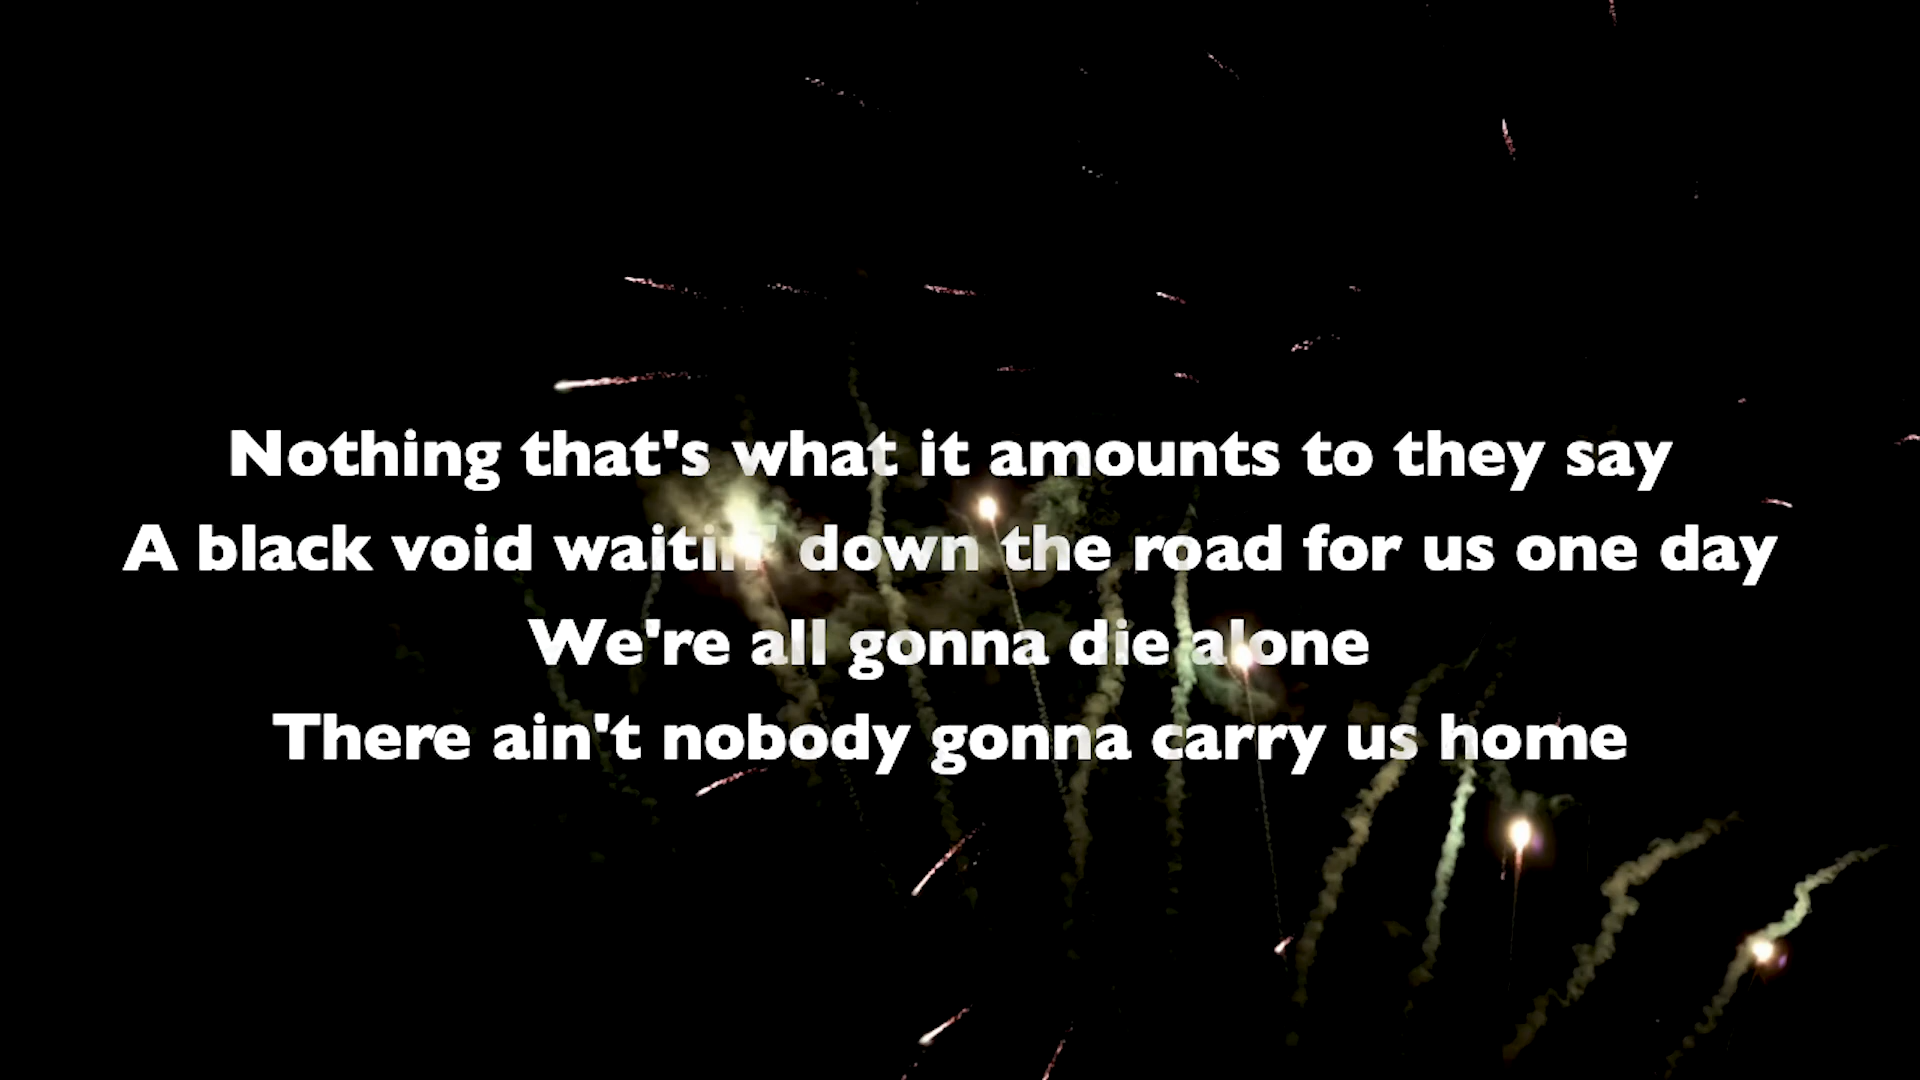 Nothing that's what it amounts to they say
A black void waitin' down the road for us one day
We're all gonna die alone
There ain't nobody gonna carry us home